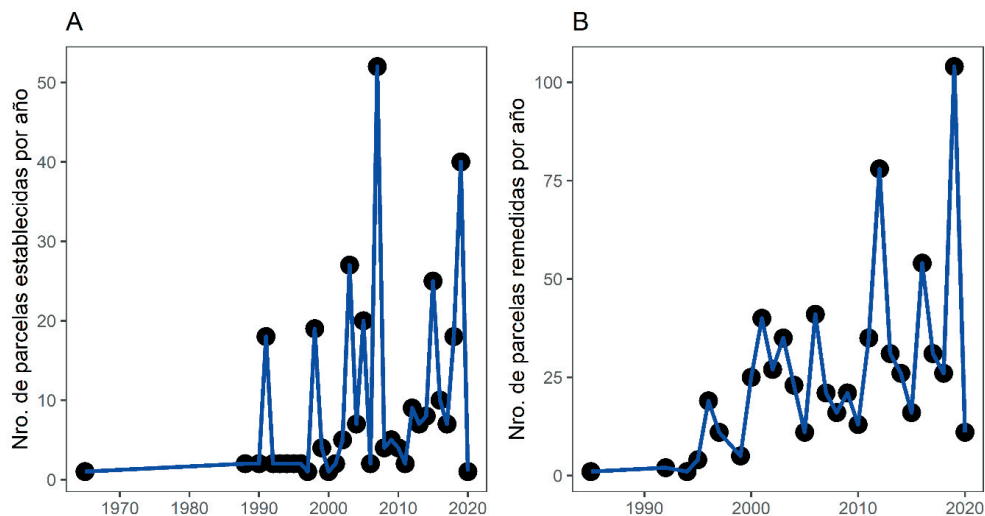 A
Nro. de parcelas establecidas por año
50
40
30
20
10
0
1970 1980 1990 2000 2010 2020
B
Nro. de parcelas remedidas por año
100
75
50
25
0
1990 2000 2010 2020